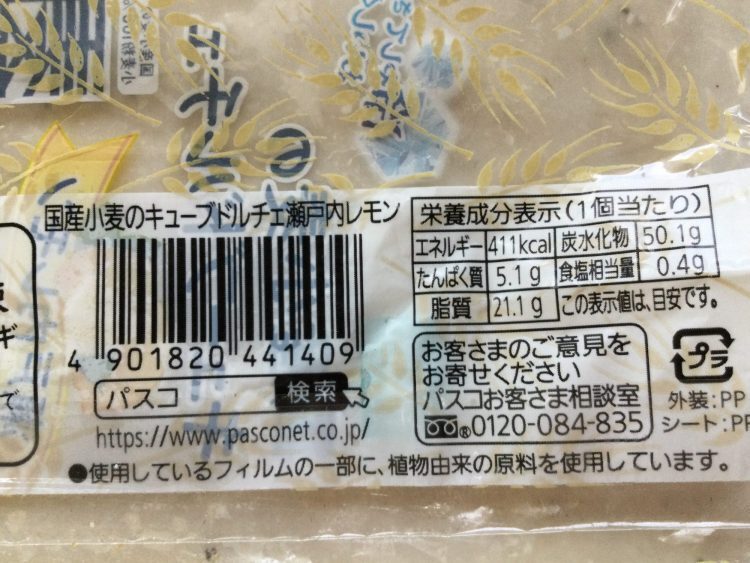 国産小麦のキューブドルチェ瀬戸内レモン
4 901820 441409
パスコ 検索
https://www.pasconet.co.jp/
栄養成分表示(1個当たり)
エネルギー 411kcal 炭水化物 50.1g
たんぱく質 5.1g 食塩相当量 0.4g
脂質 21.1g この表示値は、目安です。
お客さまのご意見を
お寄せください
パスコお客さま相談室
0120-084-835
プラ
外装:PP
シート:PP
●使用しているフィルムの一部に、植物由来の原料を使用しています。